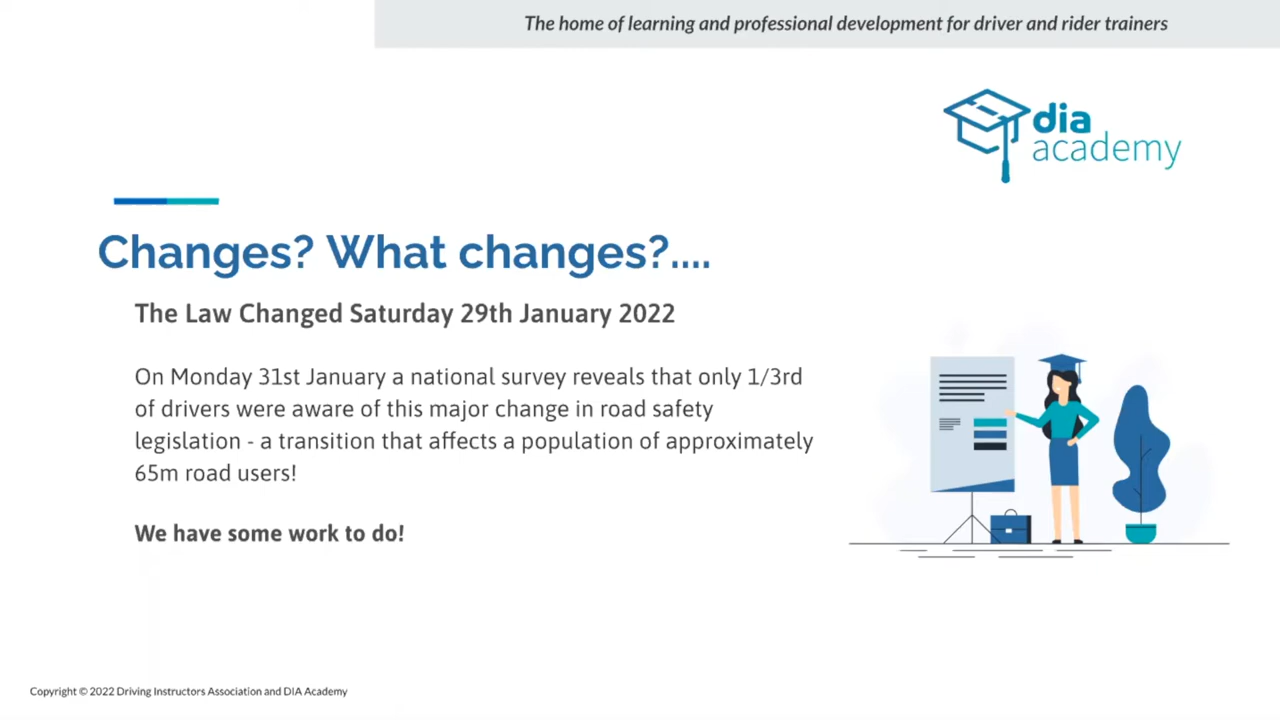 The home of learning and professional development for driver and rider trainers
dia
academy
Changes? What changes?....
The Law Changed Saturday 29th January 2022
On Monday 31st January a national survey reveals that only 1/3rd
of drivers were aware of this major change in road safety
legislation - a transition that affects a population of approximately
65m road users!
We have some work to do!
Copyright © 2022 Driving Instructors Association and DIA Academy